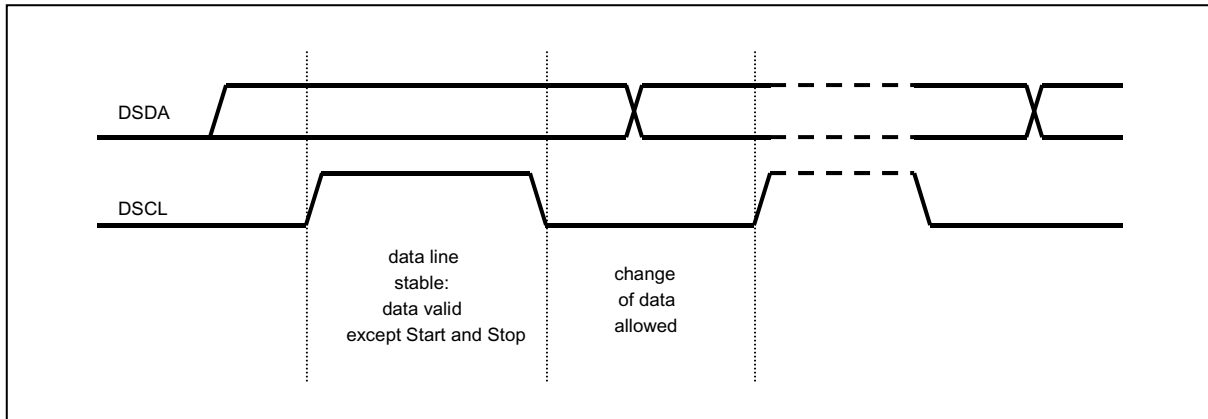 DSDA
DSCL
data line
stable:
data valid
except Start and Stop
change
of data
allowed